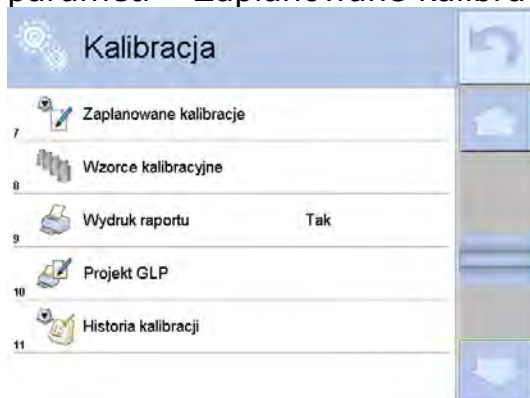 Kalibracja
7 Zaplanowane kalibracje
8 Wzorce kalibracyjne
9 Wydruk raportu Tak
10 Projekt GLP
11 Historia kalibracji